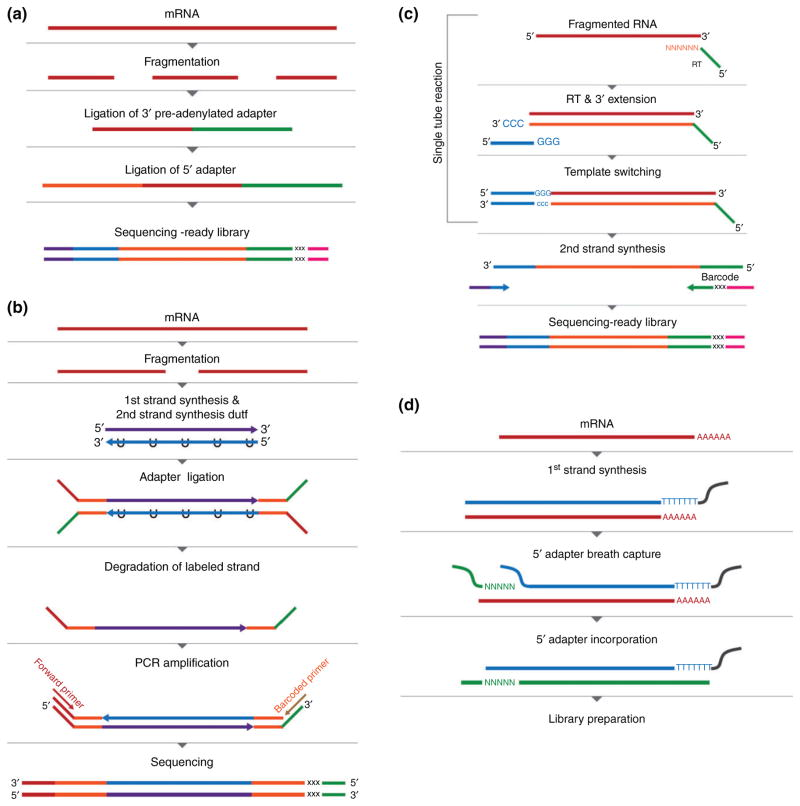 (a)
mRNA
Fragmentation
Ligation of 3′ pre-adenylated adapter
Ligation of 5′ adapter
Sequencing -ready library
xxx
xxx
(b)
mRNA
Fragmentation
1st strand synthesis &
2nd strand synthesis dutf
5′ 3′
3′ U U U U U 5′
Adapter ligation
U U U U U
Degradation of labeled strand
PCR amplification
Forward primer
Barcoded primer
5′ 3′
Sequencing
3′ xxx 5′
5′ xxx 3′
(c)
Single tube reaction
Fragmented RNA
5′ 3′
NNNNNN
RT
5′
RT & 3′ extension
3′
3′ CCC
5′ GGG 5′
Template switching
5′ GGG 3′
3′ ccc
5′
2nd strand synthesis
3′ 5′
Barcode
xxx
Sequencing-ready library
xxx
xxx
(d)
mRNA
AAAAAA
1st strand synthesis
TTTTTTT
AAAAAA
5′ adapter breath capture
NNNNN TTTTTTT
AAAAAA
5′ adapter incorporation
TTTTTTT
NNNNN
Library preparation